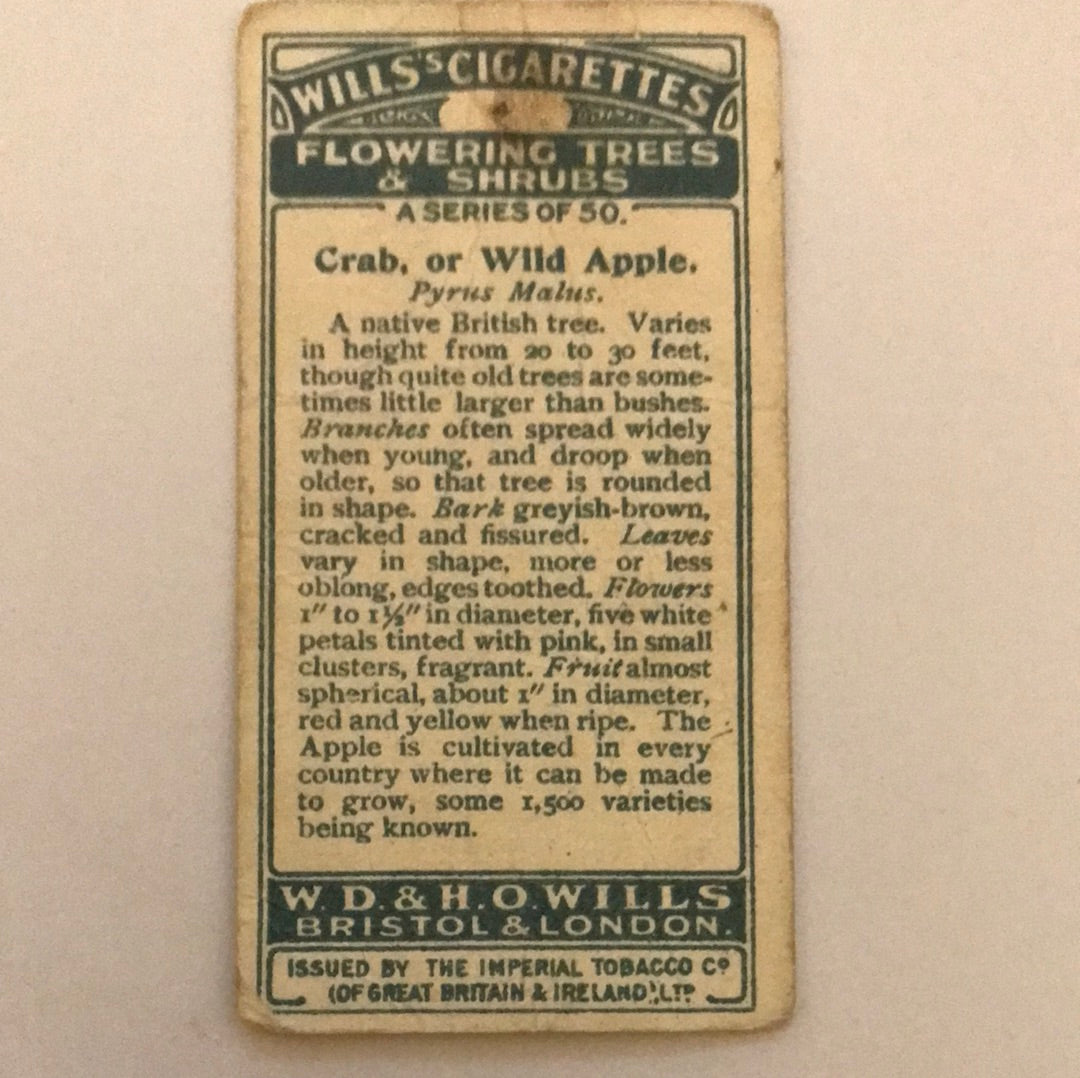 WILLS'S CIGARETTES
FLOWERING TREES
& SHRUBS
A SERIES OF 50.
Crab, or Wild Apple.
Pyrus Malus.
A native British tree. Varies
in height from 20 to 30 feet,
though quite old trees are some-
times little larger than bushes.
Branches often spread widely
when young, and droop when
older, so that tree is rounded
in shape. Bark greyish-brown,
cracked and fissured. Leaves
vary in shape, more or less
oblong, edges toothed. Flowers
1" to 1½" in diameter, five white
petals tinted with pink, in small
clusters, fragrant. Fruit almost
spherical, about 1" in diameter,
red and yellow when ripe. The
Apple is cultivated in every
country where it can be made
to grow, some 1,500 varieties
being known.
W. D. & H. O. WILLS
BRISTOL & LONDON.
ISSUED BY THE IMPERIAL TOBACCO Cº
(OF GREAT BRITAIN & IRELAND), LTD